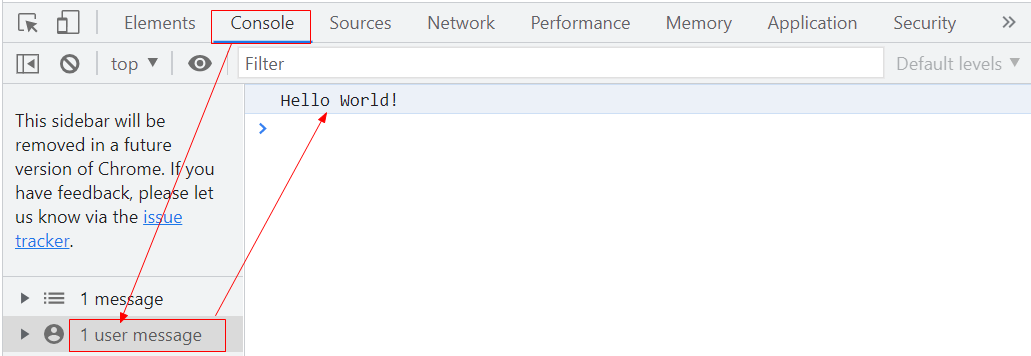 Elements Console Sources Network Performance Memory Application Security »
top ▼ Filter Default levels ▼
This sidebar will be
removed in a future
version of Chrome. If you
have feedback, please let
us know via the issue
tracker.
1 message
1 user message
Hello World!